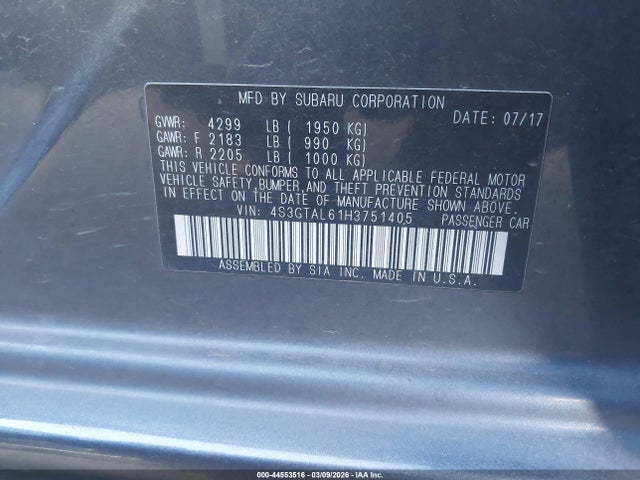 MFD BY SUBARU CORPORATION
DATE: 07/17
GVWR: 4299 LB ( 1950 KG)
GAWR: F 2183 LB ( 990 KG)
GAWR: R 2205 LB ( 1000 KG)
THIS VEHICLE CONFORMS TO ALL APPLICABLE FEDERAL MOTOR
VEHICLE SAFETY, BUMPER, AND THEFT PREVENTION STANDARDS
IN EFFECT ON THE DATE OF MANUFACTURE SHOWN ABOVE.
VIN: 4S3GTAL61H3751405 PASSENGER CAR
ASSEMBLED BY SIA INC. MADE IN U.S.A.
000-44553516 | 03/09/2026 | IAA Inc.